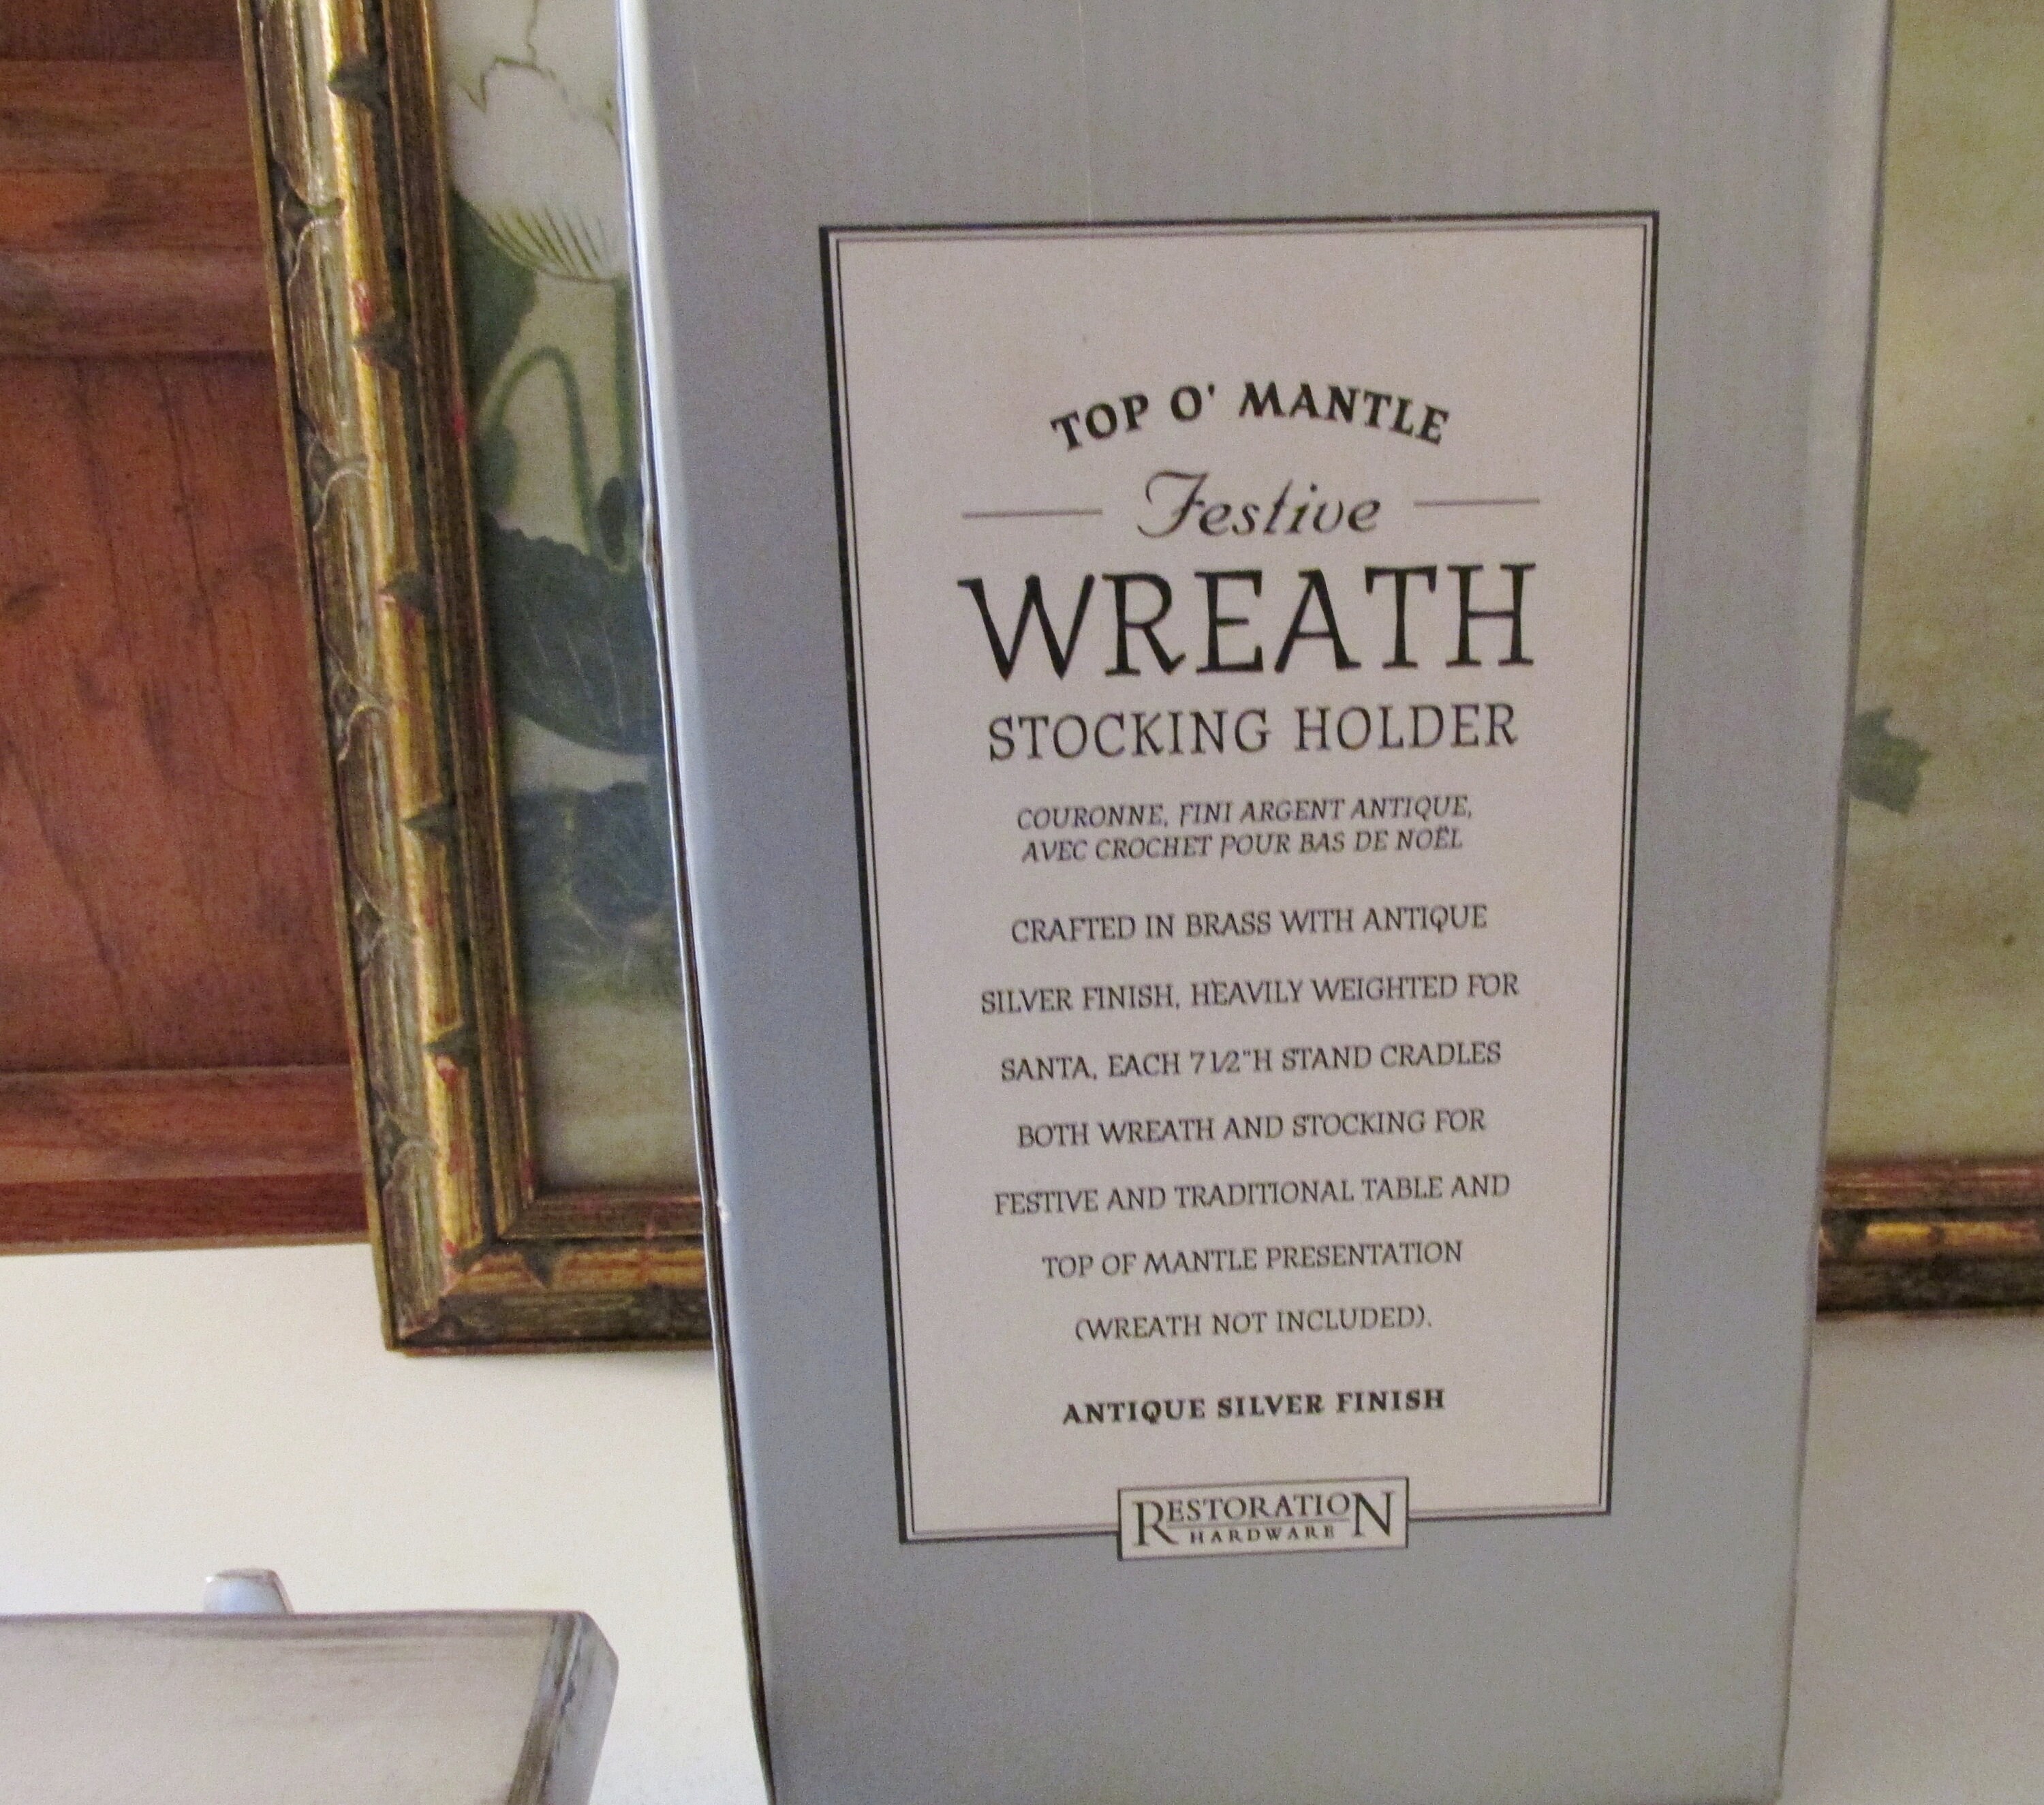 TOP O' MANTLE
Festive
WREATH
STOCKING HOLDER
COURONNE, FINI ARGENT ANTIQUE,
AVEC CROCHET POUR BAS DE NOËL
CRAFTED IN BRASS WITH ANTIQUE
SILVER FINISH, HEAVILY WEIGHTED FOR
SANTA, EACH 7 1/2"H STAND CRADLES
BOTH WREATH AND STOCKING FOR
FESTIVE AND TRADITIONAL TABLE AND
TOP OF MANTLE PRESENTATION
(WREATH NOT INCLUDED).
ANTIQUE SILVER FINISH
RESTORATION
HARDWARE